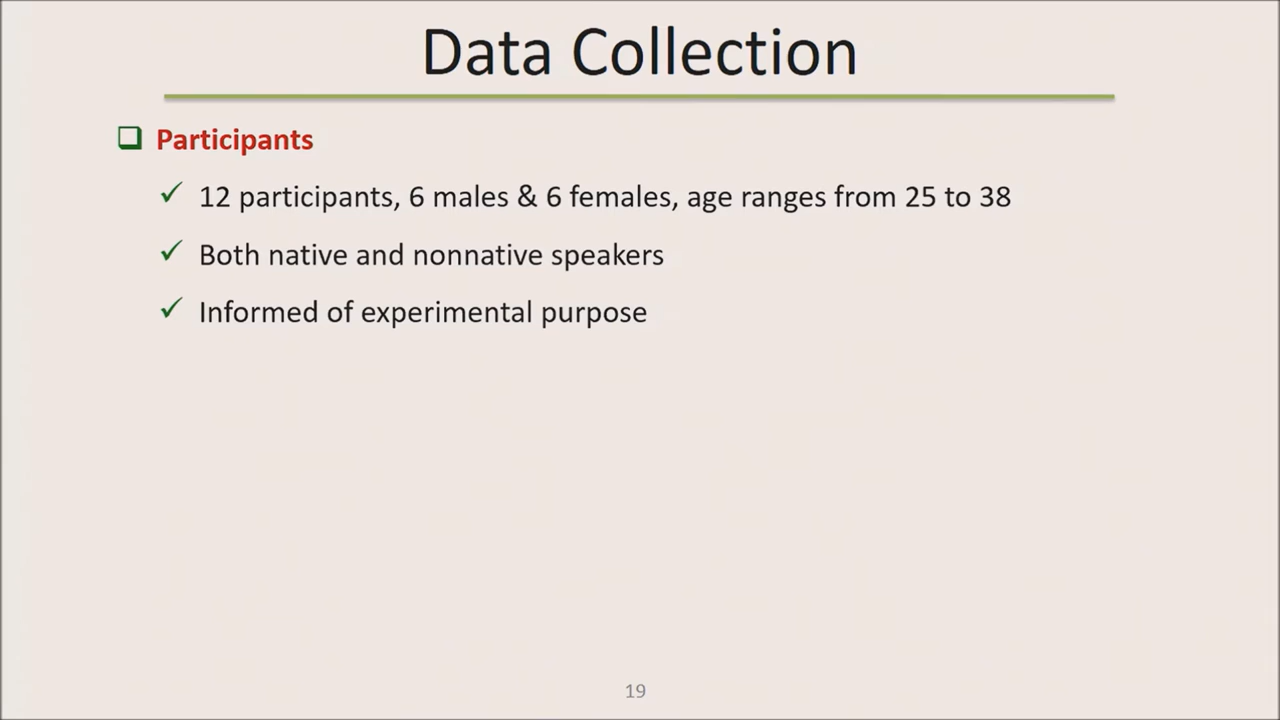 Data Collection
Participants
12 participants, 6 males & 6 females, age ranges from 25 to 38
Both native and nonnative speakers
Informed of experimental purpose
19